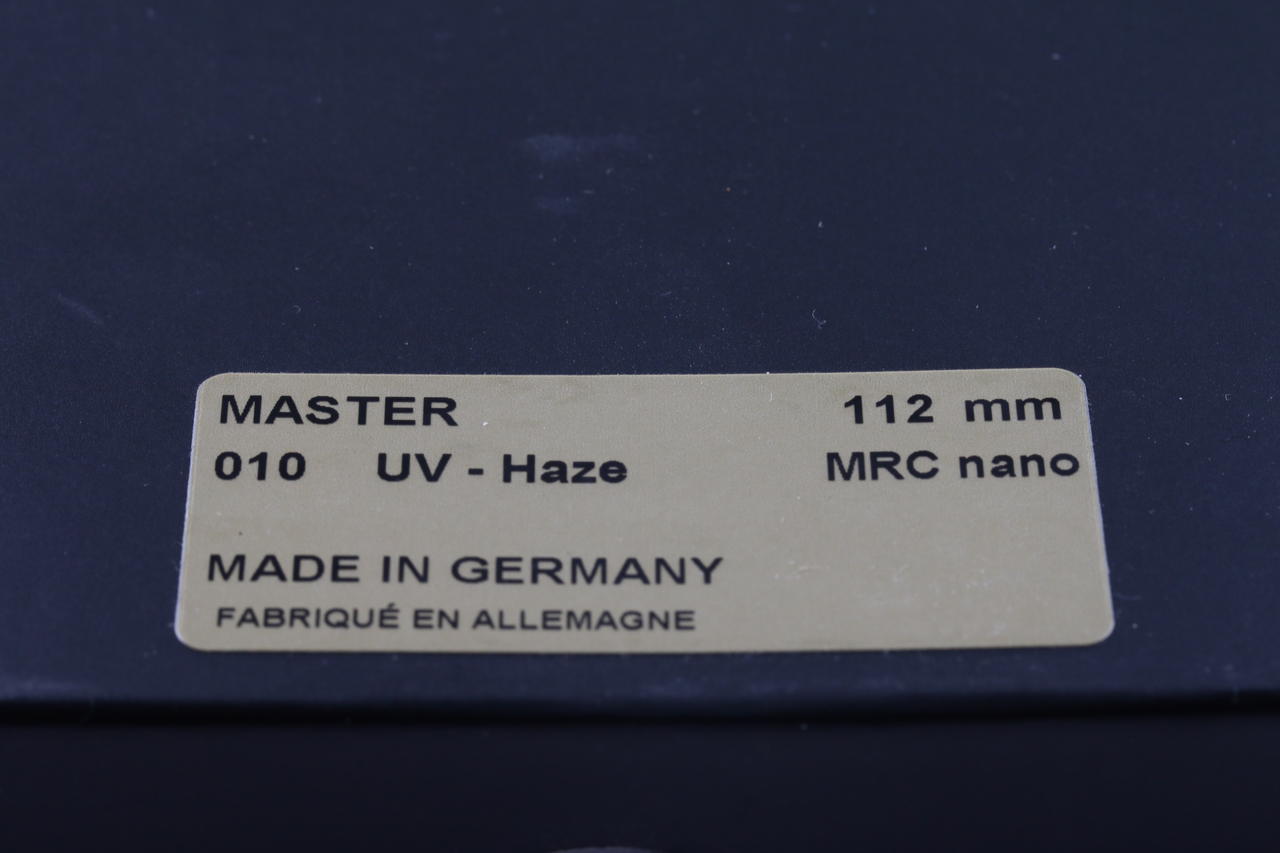 MASTER 112 mm
010 UV - Haze MRC nano
MADE IN GERMANY
FABRIQUÉ EN ALLEMAGNE